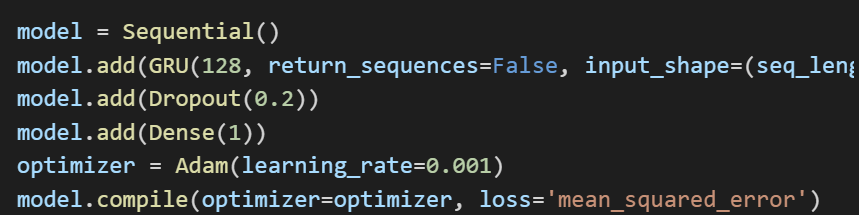 model = Sequential()
model.add(GRU(128, return_sequences=False, input_shape=(seq_leng
model.add(Dropout(0.2))
model.add(Dense(1))
optimizer = Adam(learning_rate=0.001)
model.compile(optimizer=optimizer, loss='mean_squared_error')